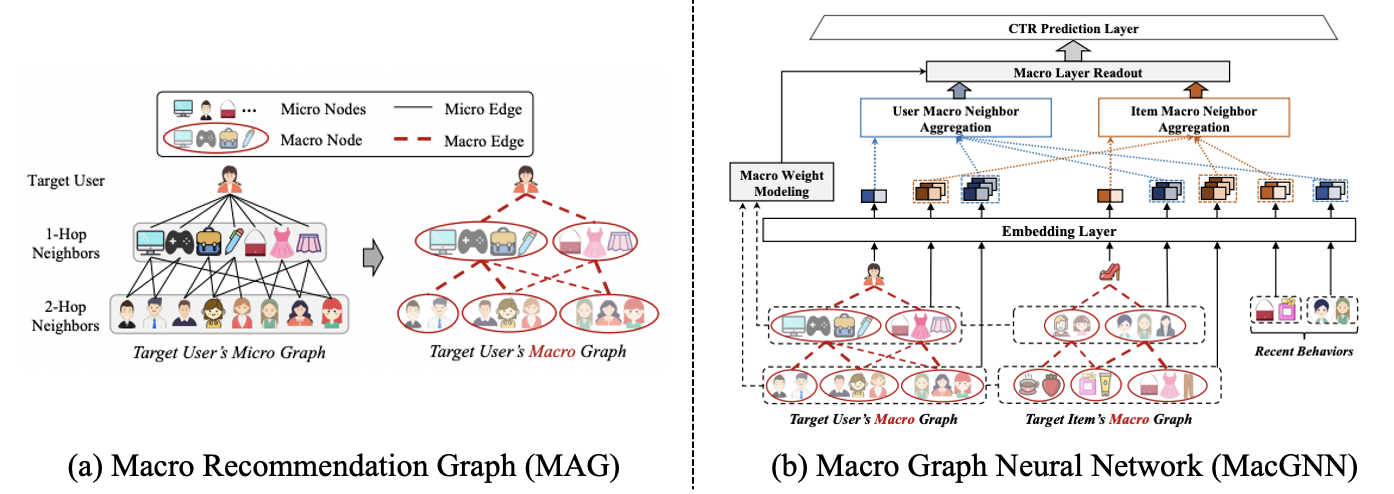 Micro Nodes
Micro Edge
Macro Node
Macro Edge
Target User
1-Hop
Neighbors
2-Hop
Neighbors
Target User's Micro Graph
Target User's Macro Graph
(a) Macro Recommendation Graph (MAG)
CTR Prediction Layer
Macro Layer Readout
User Macro Neighbor
Aggregation
Item Macro Neighbor
Aggregation
Macro Weight
Modeling
Embedding Layer
Recent Behaviors
Target User's Macro Graph
Target Item's Macro Graph
(b) Macro Graph Neural Network (MacGNN)